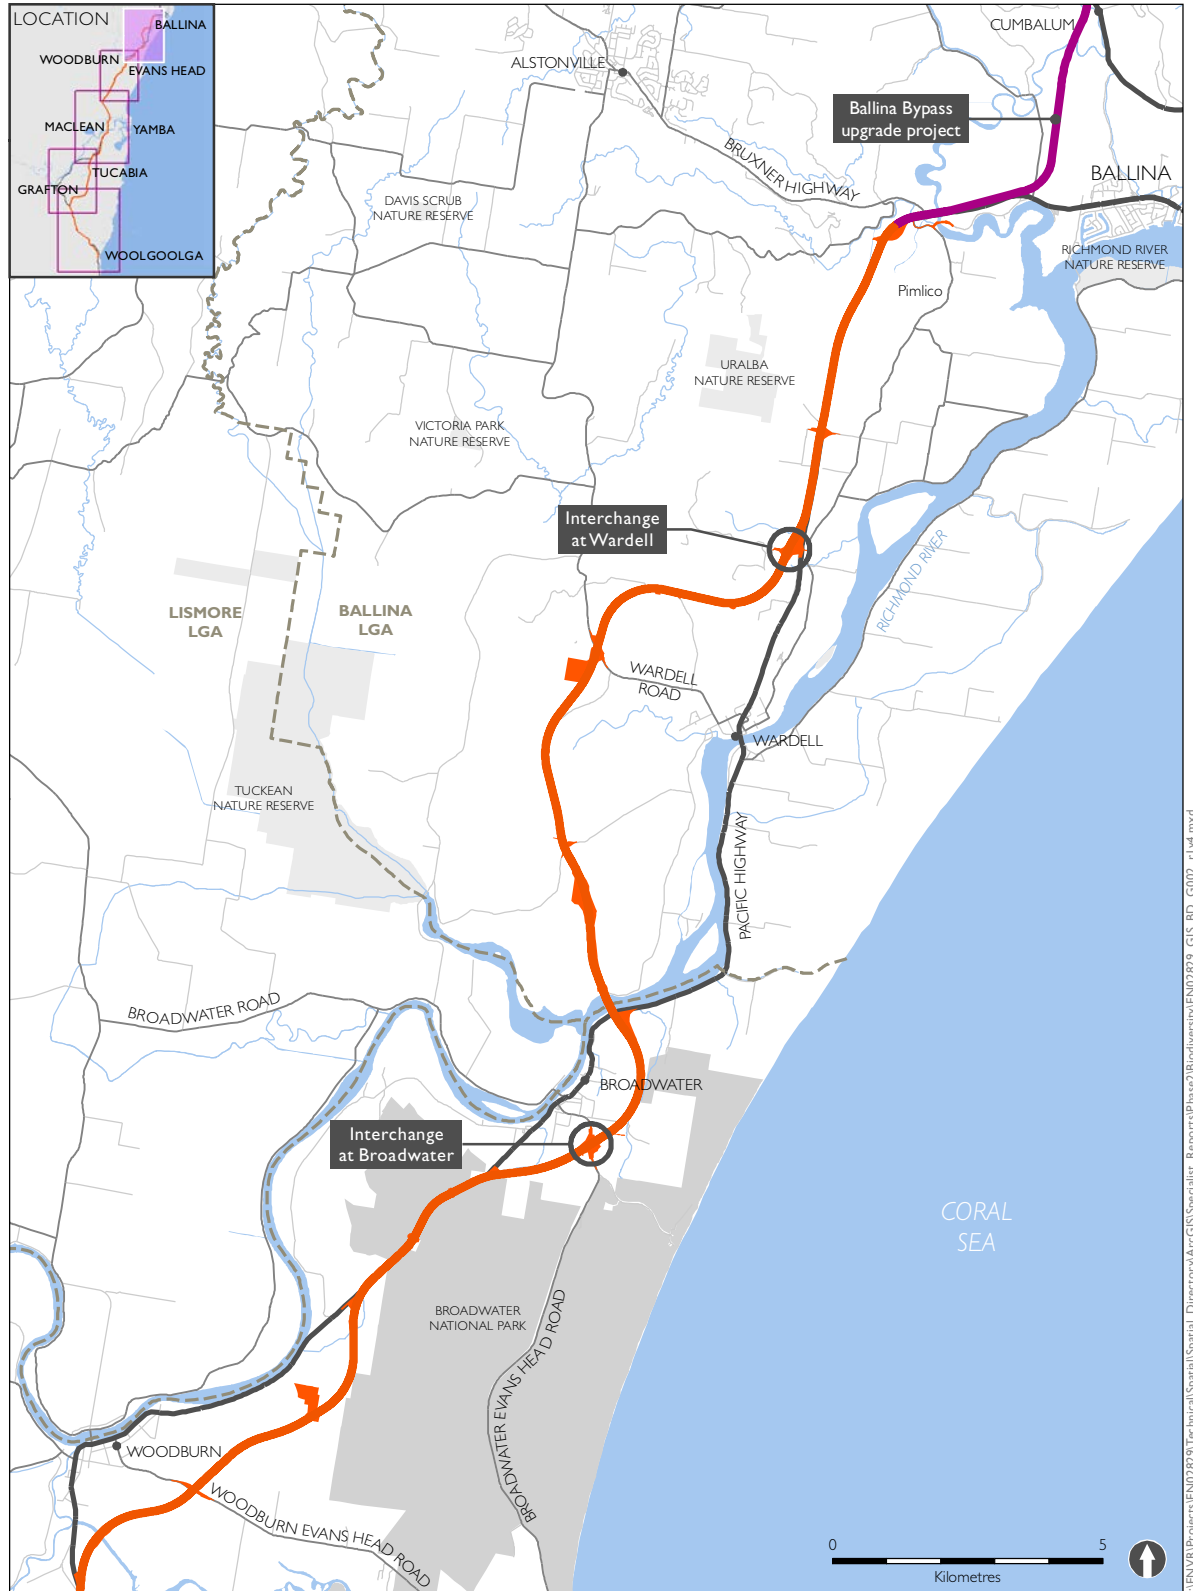 LOCATION
BALLINA
WOODBURN
EVANS HEAD
MACLEAN
YAMBA
TUCABIA
GRAFTON
WOOLGOOLGA
CUMBALUM
ALSTONVILLE
Ballina Bypass
upgrade project
BRUXNER HIGHWAY
BALLINA
DAVIS SCRUB
NATURE RESERVE
RICHMOND RIVER
NATURE RESERVE
Pimlico
URALBA
NATURE RESERVE
VICTORIA PARK
NATURE RESERVE
Interchange
at Wardell
RICHMOND RIVER
LISMORE
LGA
BALLINA
LGA
WARDELL
ROAD
WARDELL
TUCKEAN
NATURE RESERVE
PACIFIC HIGHWAY
BROADWATER ROAD
BROADWATER
Interchange
at Broadwater
CORAL
SEA
BROADWATER
NATIONAL PARK
BROADWATER EVANS HEAD ROAD
WOODBURN
WOODBURN EVANS HEAD ROAD
0
5
Kilometres